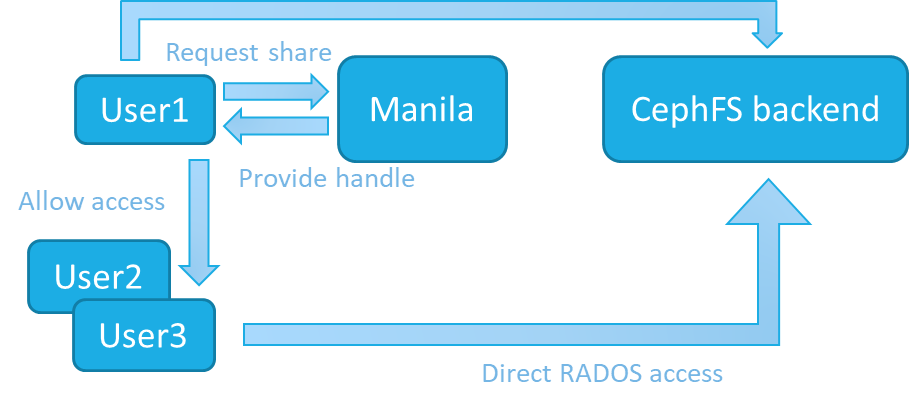 Request share
User1
Manila
CephFS backend
Provide handle
Allow access
User2
User3
Direct RADOS access